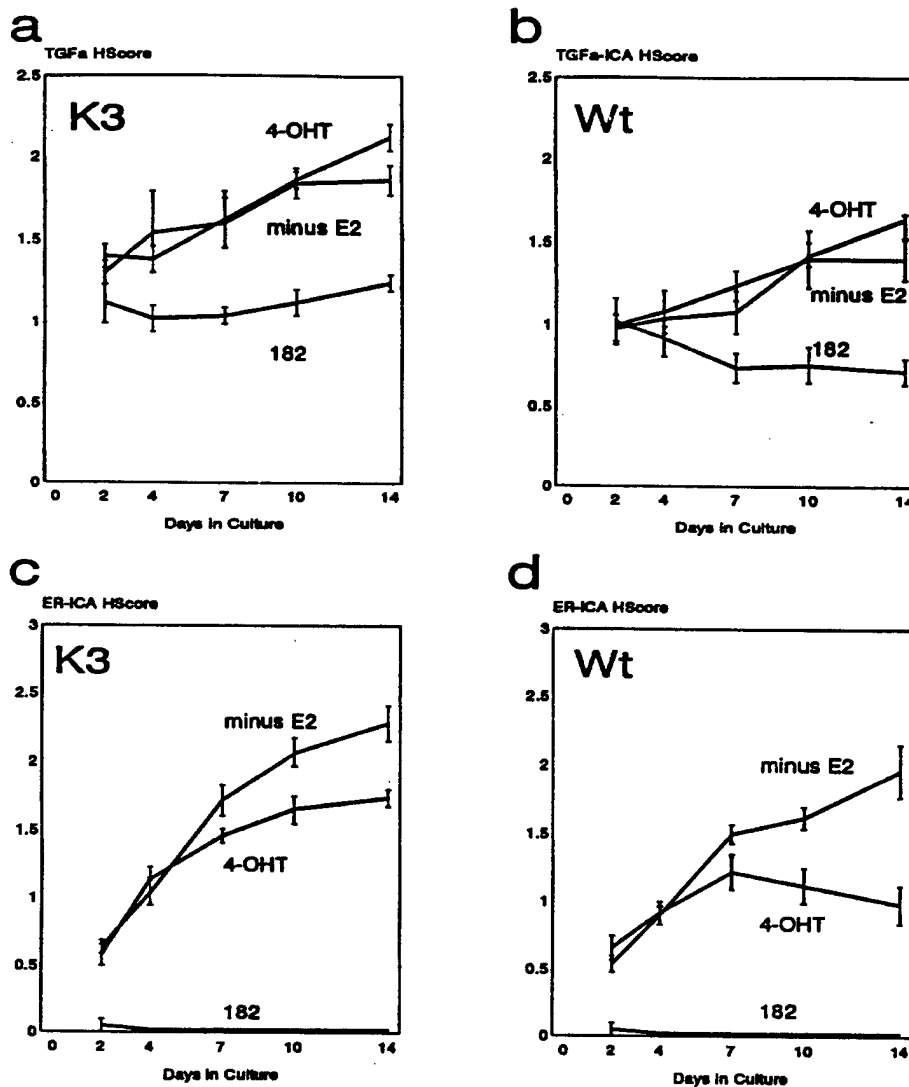 a
TGFa HScore
2.5
2
1.5
1
0.5
0
K3
4-OHT
minus E2
182
0 2 4 7 10 14
Days in Culture
b
TGFa-ICA HScore
2.5
2
1.5
1
0.5
0
Wt
4-OHT
minus E2
182
0 2 4 7 10 14
Days in Culture
c
ER-ICA HScore
3
2.5
2
1.5
1
0.5
0
K3
minus E2
4-OHT
182
0 2 4 7 10 14
Days in Culture
d
ER-ICA HScore
3
2.5
2
1.5
1
0.5
0
Wt
minus E2
4-OHT
182
0 2 4 7 10 14
Days in Culture